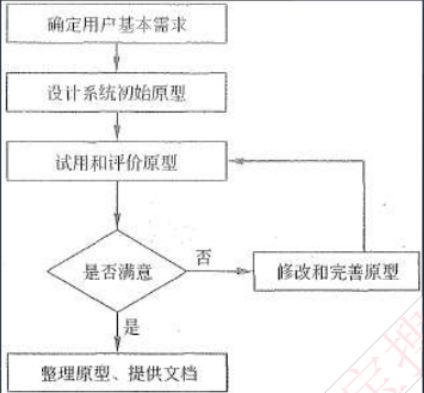 确定用户基本需求
设计系统初始原型
试用和评价原型
是否满意
否
修改和完善原型
是
整理原型、提供文档